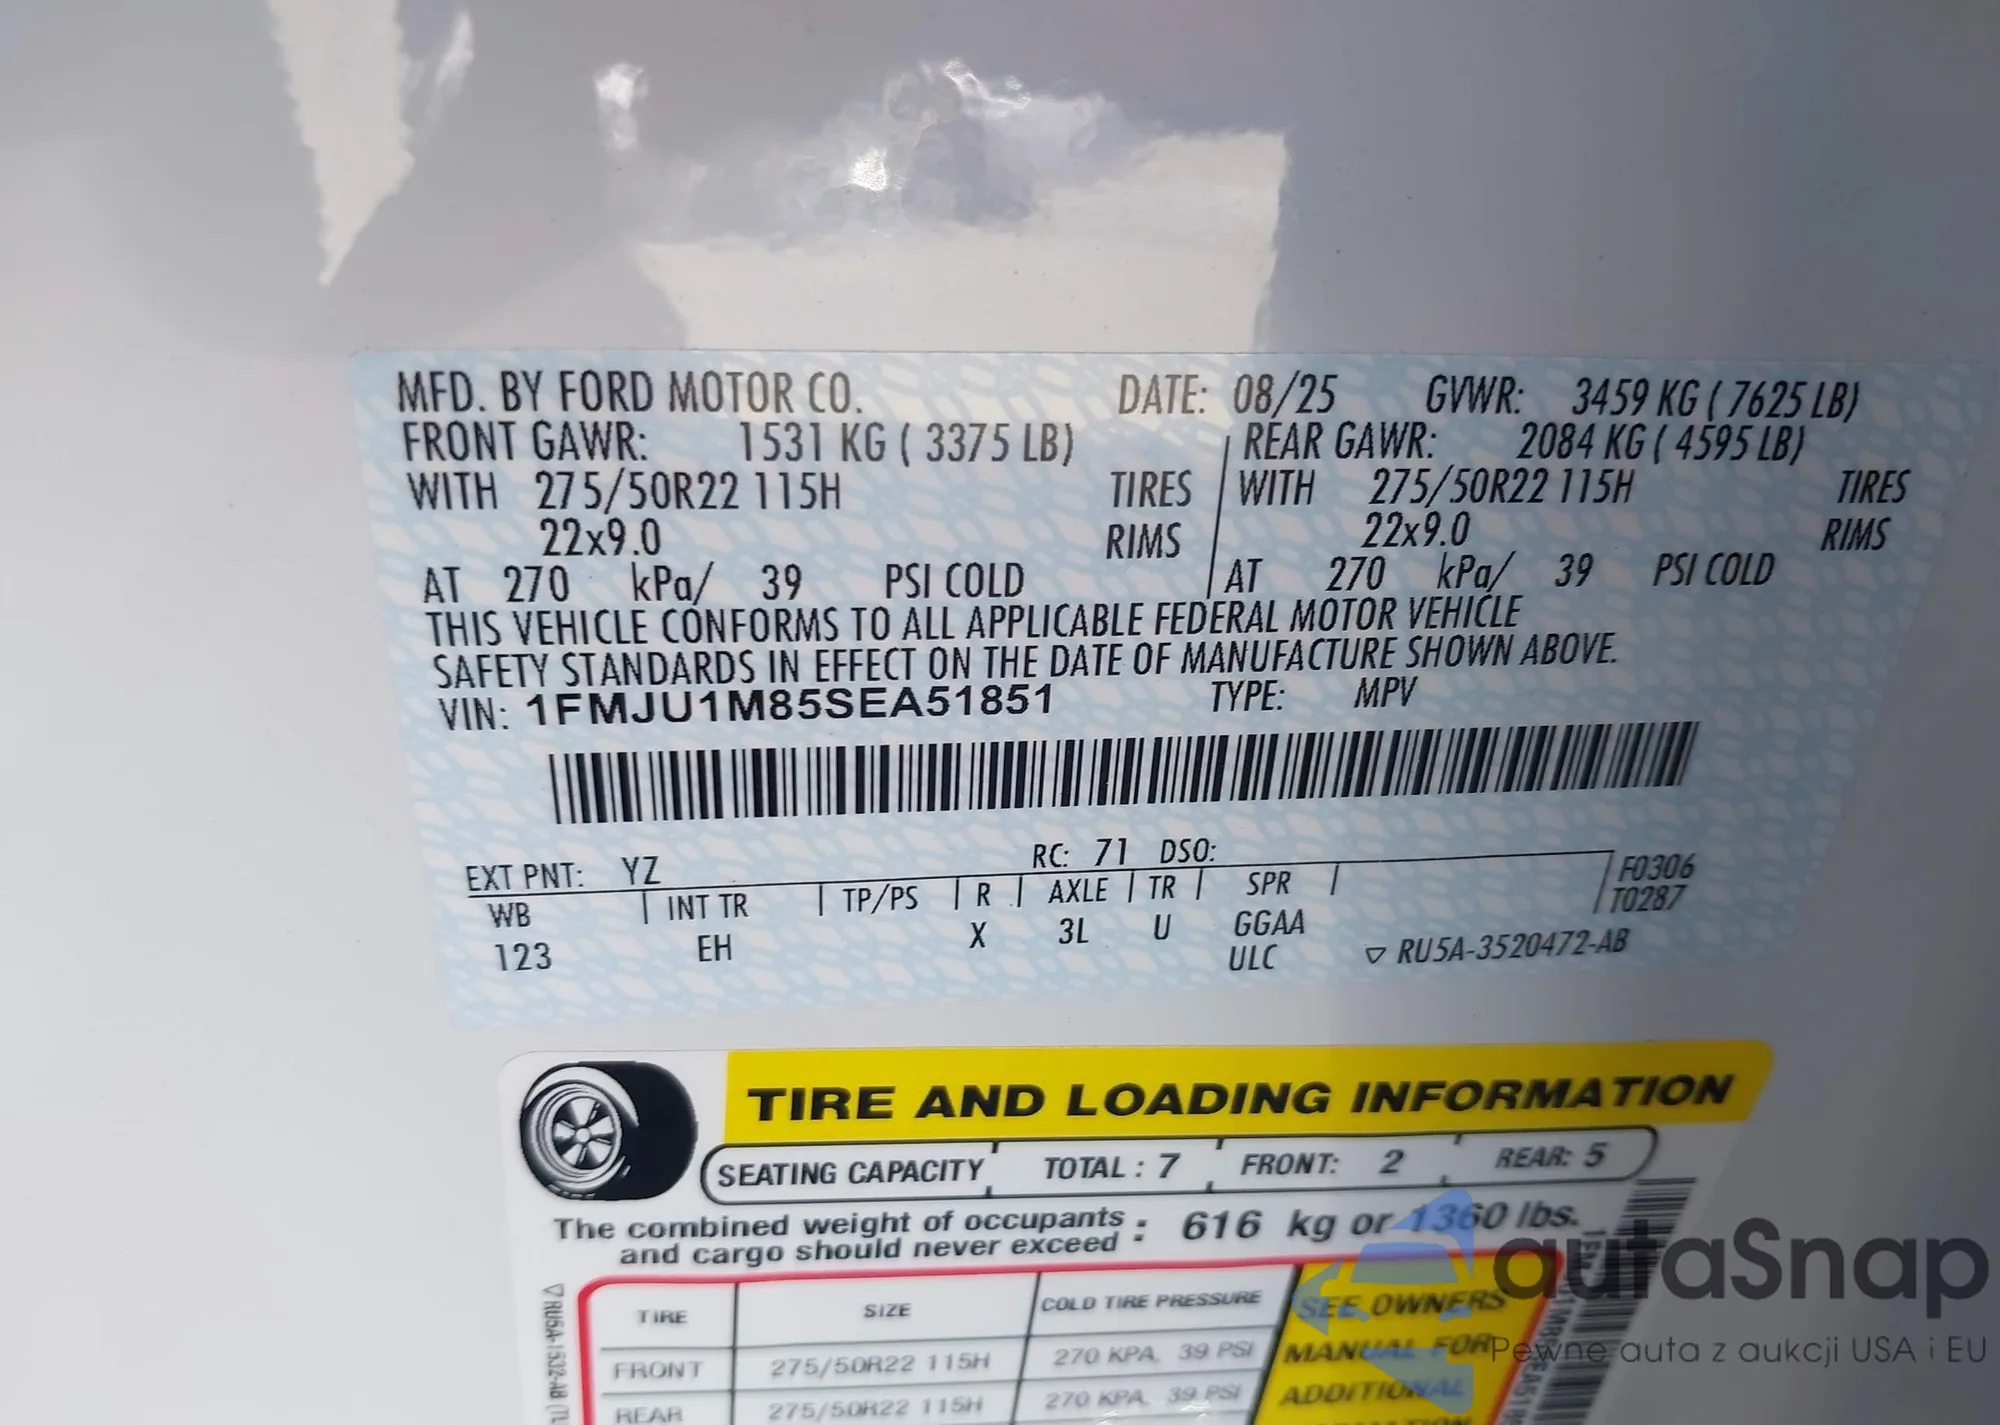 MFD. BY FORD MOTOR CO. DATE: 08/25 GVWR: 3459 KG ( 7625 LB)
FRONT GAWR: 1531 KG ( 3375 LB) REAR GAWR: 2084 KG ( 4595 LB)
WITH 275/50R22 115H TIRES WITH 275/50R22 115H TIRES
22x9.0 RIMS 22x9.0 RIMS
AT 270 kPa/ 39 PSI COLD AT 270 kPa/ 39 PSI COLD
THIS VEHICLE CONFORMS TO ALL APPLICABLE FEDERAL MOTOR VEHICLE
SAFETY STANDARDS IN EFFECT ON THE DATE OF MANUFACTURE SHOWN ABOVE.
VIN: 1FMJU1M85SEA51851 TYPE: MPV
EXT PNT: YZ RC: 71 DSO:
WB INT TR TP/PS R AXLE TR SPR F0306
T0287
123 EH X 3L U GGAA
ULC ▽ RU5A-3520472-AB
TIRE AND LOADING INFORMATION
SEATING CAPACITY TOTAL : 7 FRONT: 2 REAR: 5
The combined weight of occupants
and cargo should never exceed : 616 kg or 1360 lbs.
TIRE SIZE COLD TIRE PRESSURE SEE OWNERS
FRONT 275/50R22 115H 270 KPA, 39 PSI MANUAL FOR
REAR 275/50R22 115H 270 KPA, 39 PSI ADDITIONAL
▽ RU5A-1532-AB
autaSnap
Pewne auta z aukcji USA i EU